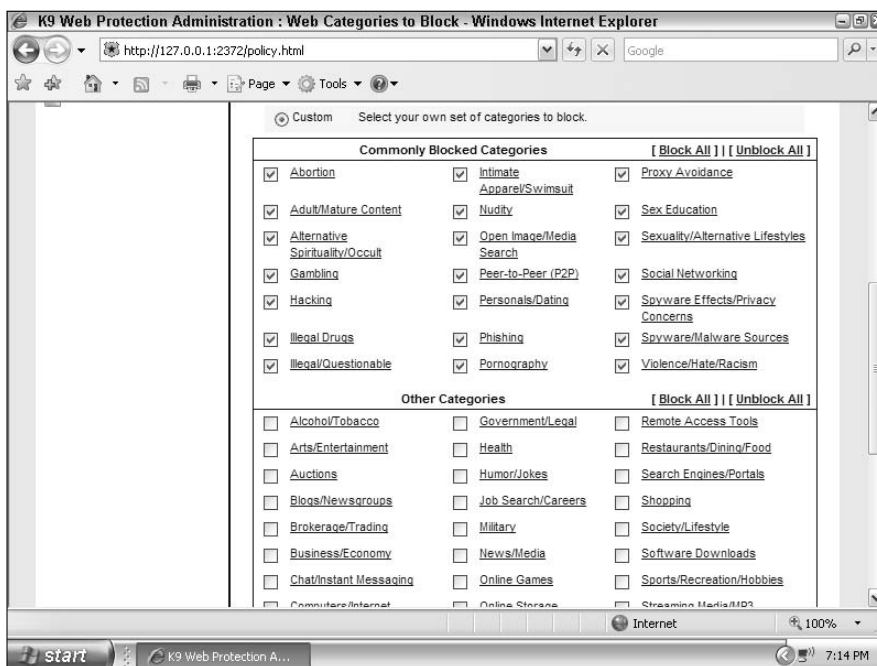 K9 Web Protection Administration : Web Categories to Block - Windows Internet Explorer
http://127.0.0.1:2372/policy.html
Google
Page
Tools
Custom Select your own set of categories to block.
Commonly Blocked Categories [ Block All ] | [ Unblock All ]
Abortion
Intimate Apparel/Swimsuit
Proxy Avoidance
Adult/Mature Content
Nudity
Sex Education
Alternative Spirituality/Occult
Open Image/Media Search
Sexuality/Alternative Lifestyles
Gambling
Peer-to-Peer (P2P)
Social Networking
Hacking
Personals/Dating
Spyware Effects/Privacy Concerns
Illegal Drugs
Phishing
Spyware/Malware Sources
Illegal/Questionable
Pornography
Violence/Hate/Racism
Other Categories [ Block All ] | [ Unblock All ]
Alcohol/Tobacco
Government/Legal
Remote Access Tools
Arts/Entertainment
Health
Restaurants/Dining/Food
Auctions
Humor/Jokes
Search Engines/Portals
Blogs/Newsgroups
Job Search/Careers
Shopping
Brokerage/Trading
Military
Society/Lifestyle
Business/Economy
News/Media
Software Downloads
Chat/Instant Messaging
Online Games
Sports/Recreation/Hobbies
Computers/Internet
Online Storage
Streaming Media/MP3
Internet
100%
start
K9 Web Protection A...
7:14 PM